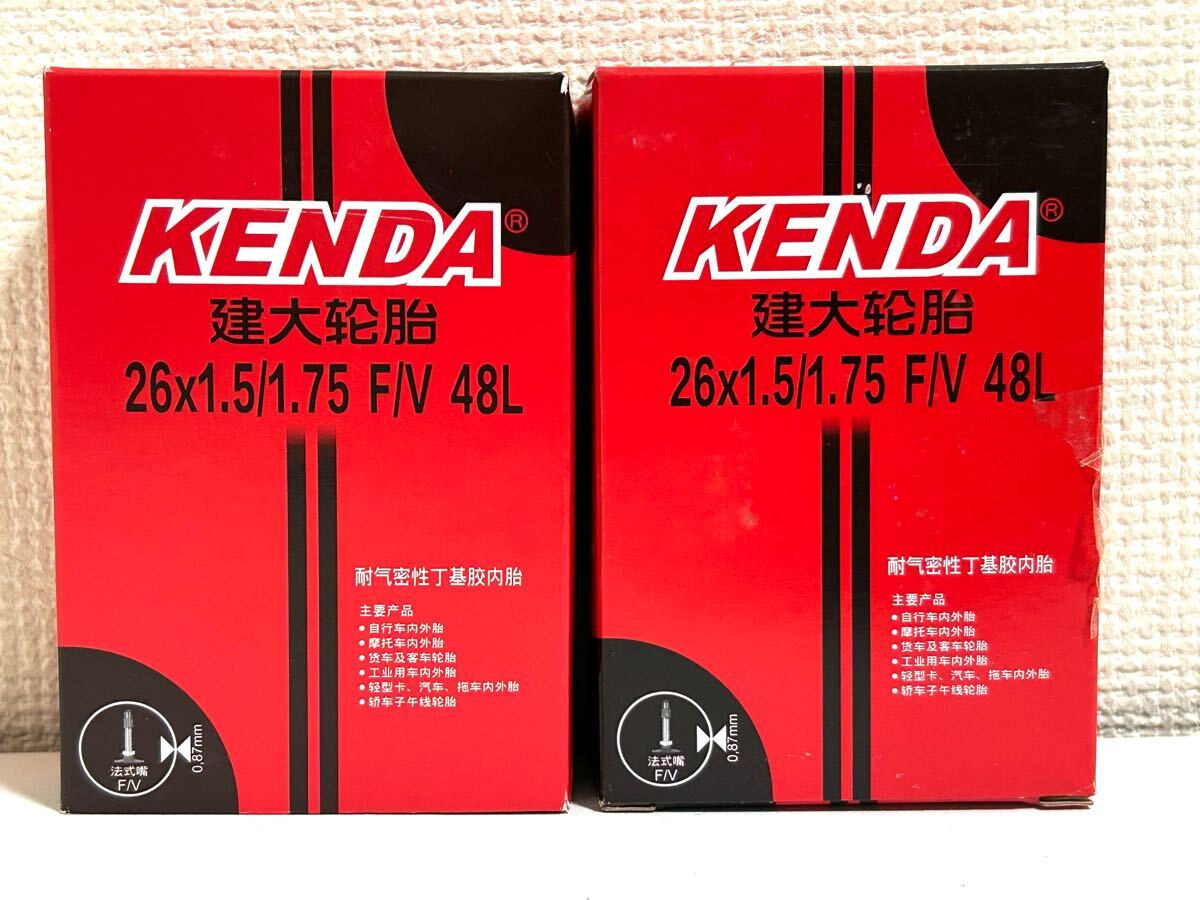 KENDA®
建大轮胎
26x1.5/1.75 F/V 48L
耐气密性丁基胶内胎
主要产品
• 自行车内外胎
• 摩托车内外胎
• 货车及客车轮胎
• 工业用车内外胎
• 轻型卡、汽车、拖车内外胎
• 轿车子午线轮胎
法式嘴
F/V
0,87mm
KENDA®
建大轮胎
26x1.5/1.75 F/V 48L
耐气密性丁基胶内胎
主要产品
• 自行车内外胎
• 摩托车内外胎
• 货车及客车轮胎
• 工业用车内外胎
• 轻型卡、汽车、拖车内外胎
• 轿车子午线轮胎
法式嘴
F/V
0,87mm